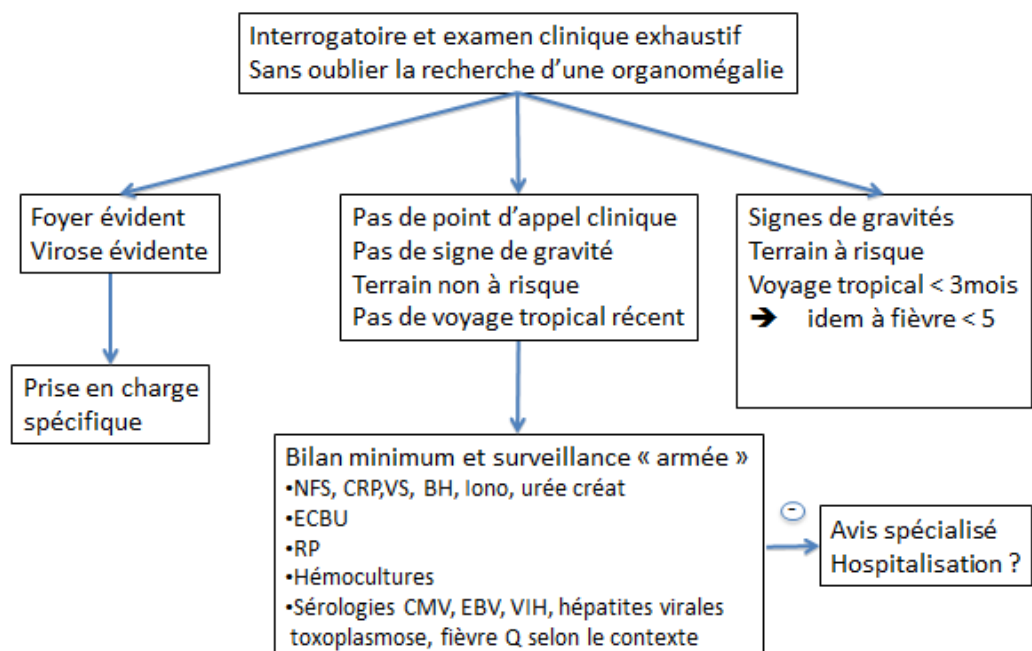 Interrogatoire et examen clinique exhaustif
Sans oublier la recherche d'une organomégalie
Foyer évident
Virose évidente
Pas de point d'appel clinique
Pas de signe de gravité
Terrain non à risque
Pas de voyage tropical récent
Signes de gravités
Terrain à risque
Voyage tropical < 3mois
➔ idem à fièvre < 5
Prise en charge
spécifique
Bilan minimum et surveillance « armée »
•NFS, CRP,VS, BH, Iono, urée créat
•ECBU
•RP
•Hémocultures
•Sérologies CMV, EBV, VIH, hépatites virales
toxoplasmose, fièvre Q selon le contexte
-
Avis spécialisé
Hospitalisation ?